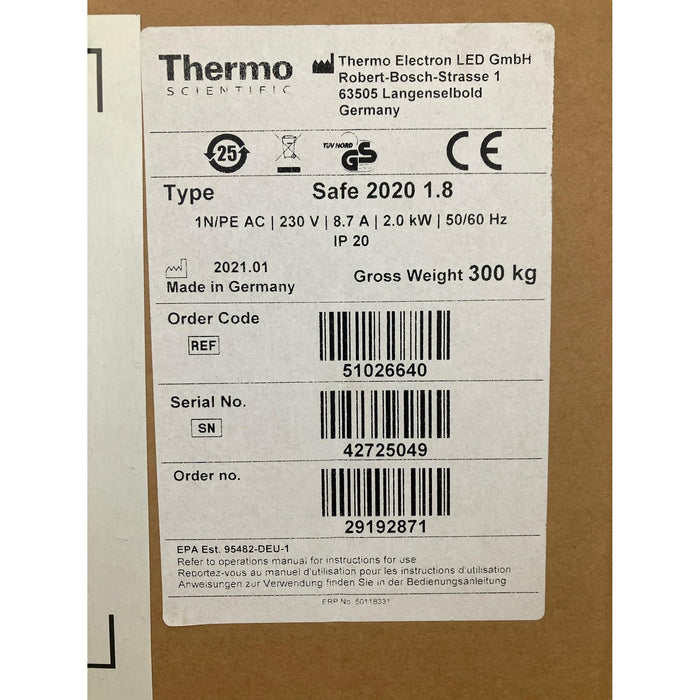 Thermo
SCIENTIFIC
Thermo Electron LED GmbH
Robert-Bosch-Strasse 1
63505 Langenselbold
Germany
25
TÜV NORD
GS
CE
Type
Safe 2020 1.8
1N/PE AC | 230 V | 8.7 A | 2.0 kW | 50/60 Hz
IP 20
2021.01
Made in Germany
Gross Weight 300 kg
Order Code
REF
51026640
Serial No.
SN
42725049
Order no.
29192871
EPA Est. 95482-DEU-1
Refer to operations manual for instructions for use
Reportez-vous au manuel d'utilisation pour les instructions d'utilisation
Anweisungen zur Verwendung finden Sie in der Bedienungsanleitung
FRP No.